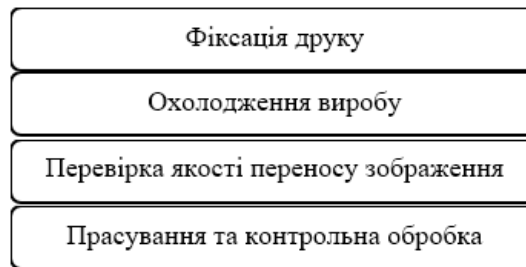 Фіксація друку
Охолодження виробу
Перевірка якості переносу зображення
Прасування та контрольна обробка